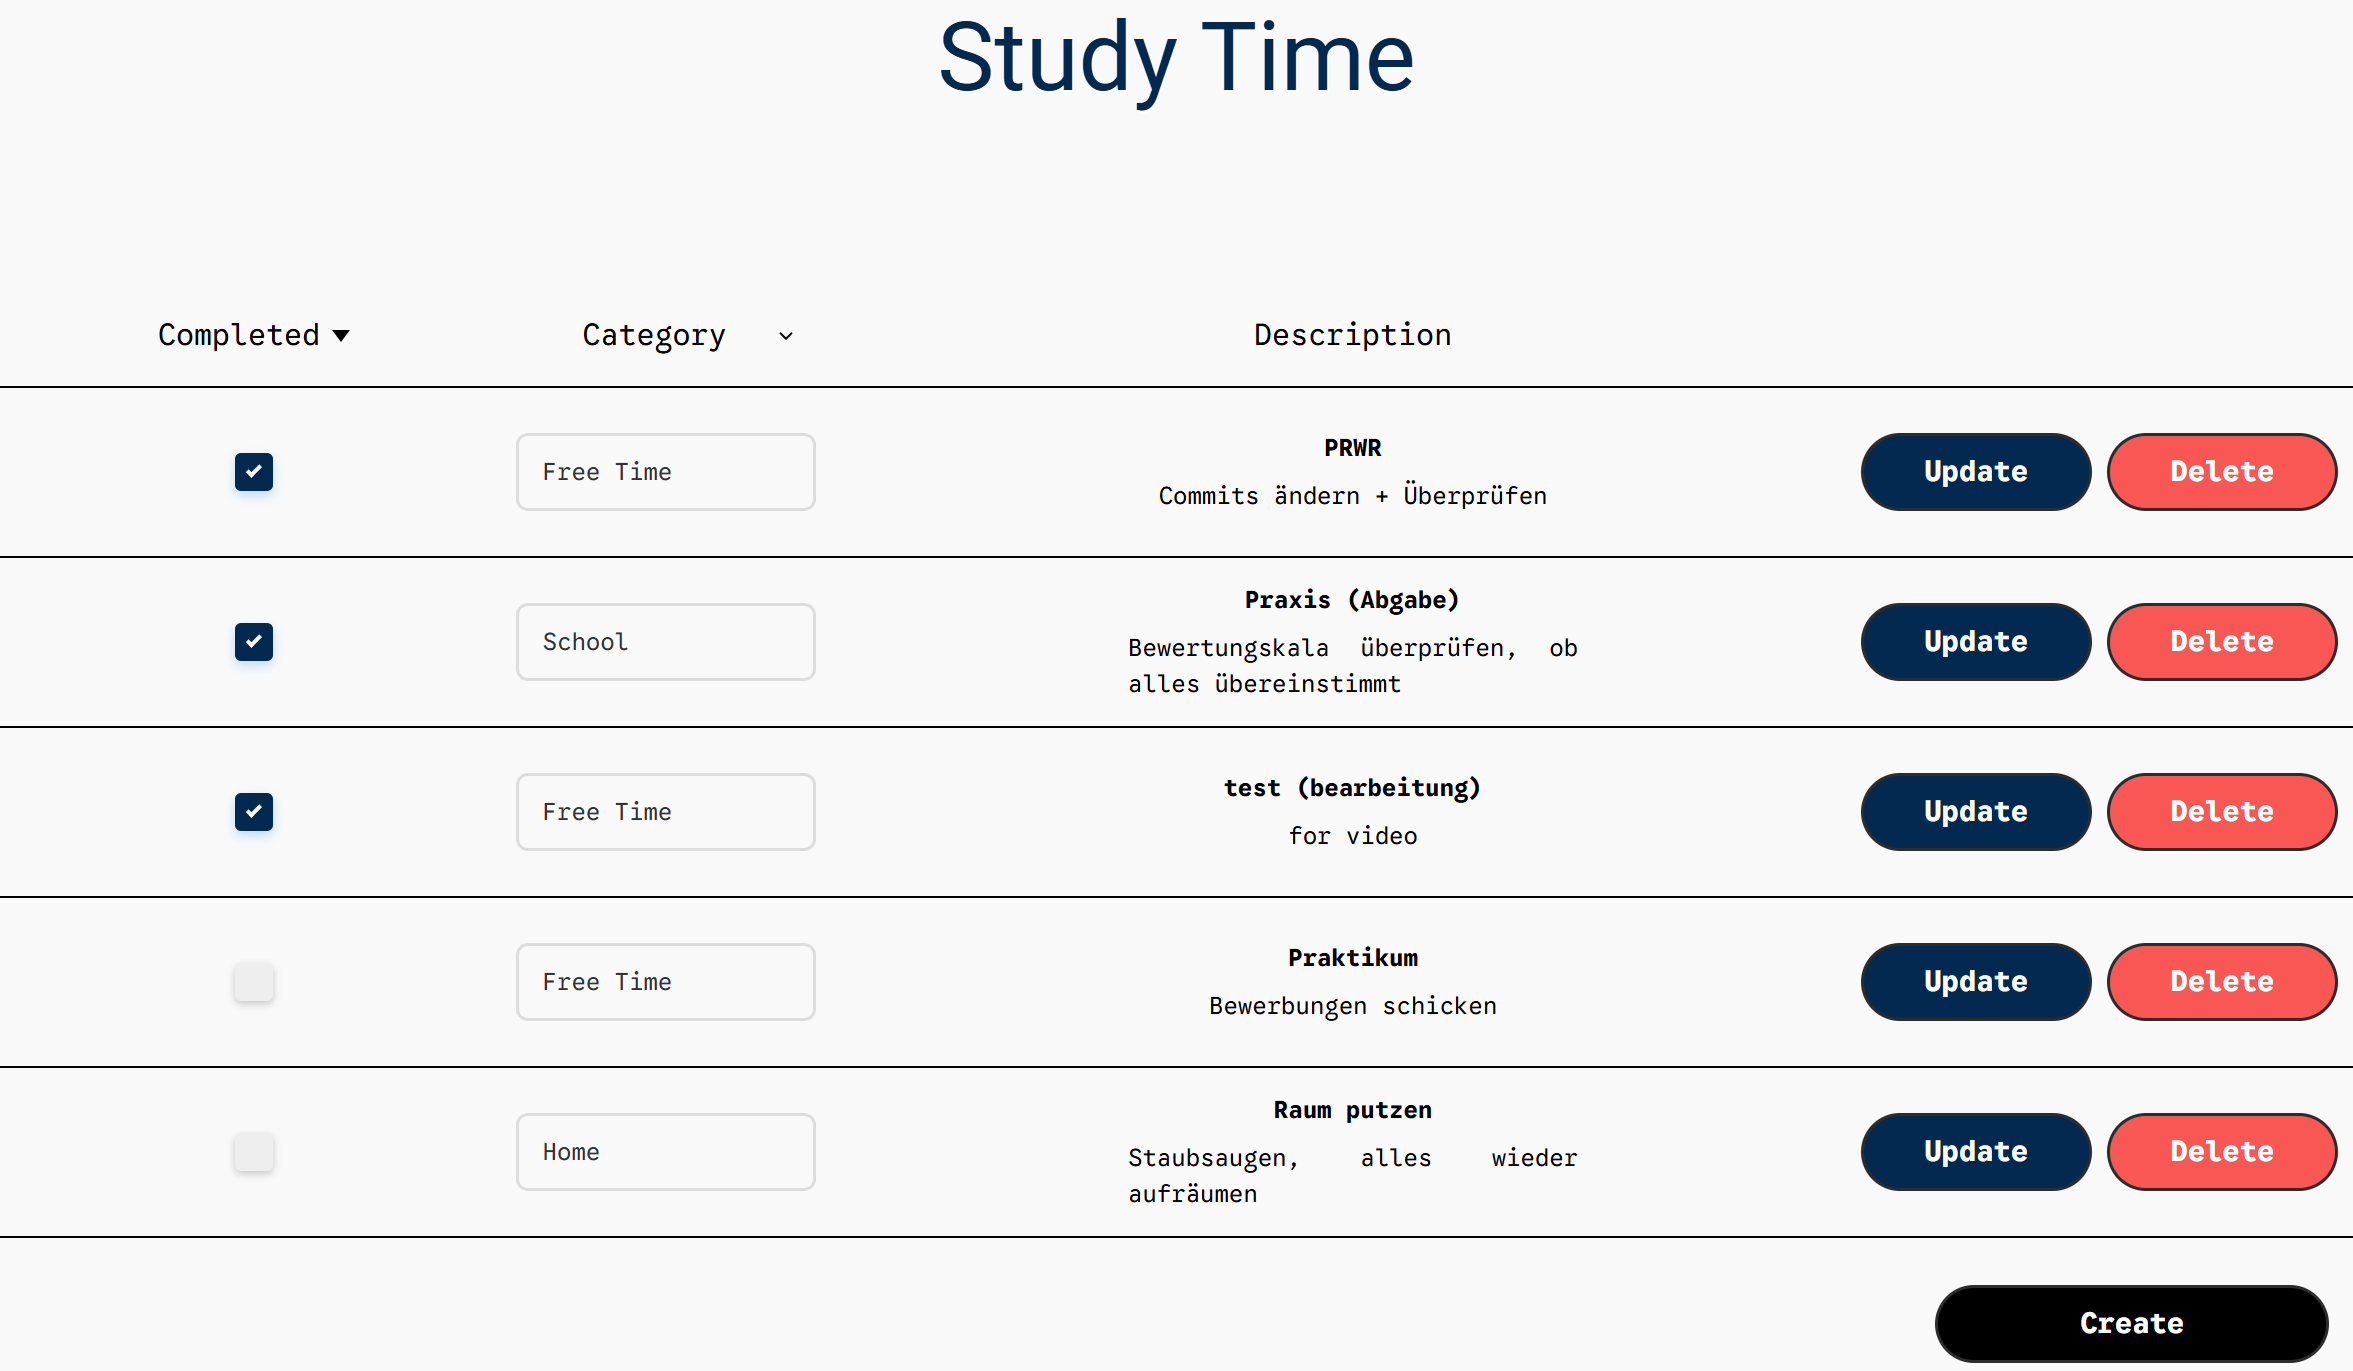 Study Time
Completed Category Description
Free Time
PRWR
Commits ändern + Überprüfen
Update Delete
School
Praxis (Abgabe)
Bewertungskala überprüfen, ob
alles übereinstimmt
Update Delete
Free Time
test (bearbeitung)
for video
Update Delete
Free Time
Praktikum
Bewerbungen schicken
Update Delete
Home
Raum putzen
Staubsaugen, alles wieder
aufräumen
Update Delete
Create